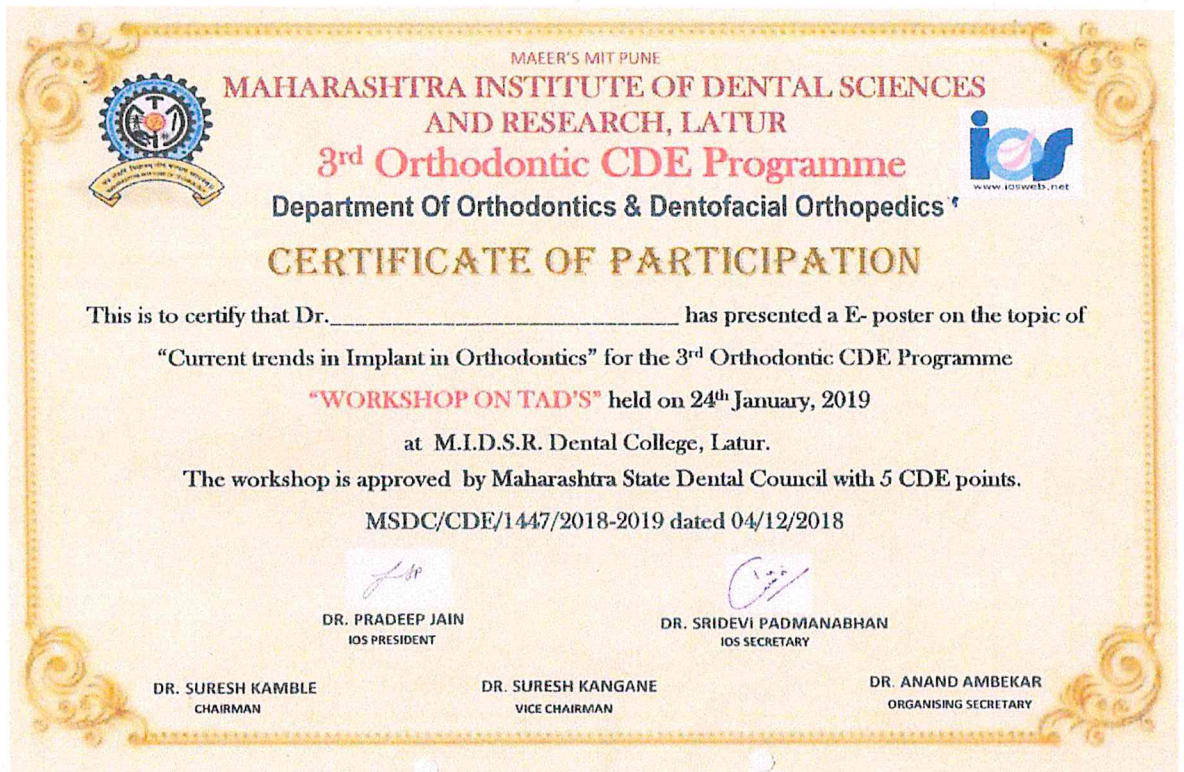 MAEER'S MIT PUNE
MAHARASHTRA INSTITUTE OF DENTAL SCIENCES
AND RESEARCH, LATUR
3rd Orthodontic CDE Programme
www.iosweb.net
ios
Department Of Orthodontics & Dentofacial Orthopedics
CERTIFICATE OF PARTICIPATION
This is to certify that Dr.____________________________ has presented a E- poster on the topic of
“Current trends in Implant in Orthodontics” for the 3rd Orthodontic CDE Programme
“WORKSHOP ON TAD'S” held on 24th January, 2019
at M.I.D.S.R. Dental College, Latur.
The workshop is approved by Maharashtra State Dental Council with 5 CDE points.
MSDC/CDE/1447/2018-2019 dated 04/12/2018
DR. PRADEEP JAIN
IOS PRESIDENT
DR. SRIDEVI PADMANABHAN
IOS SECRETARY
DR. SURESH KAMBLE
CHAIRMAN
DR. SURESH KANGANE
VICE CHAIRMAN
DR. ANAND AMBEKAR
ORGANISING SECRETARY